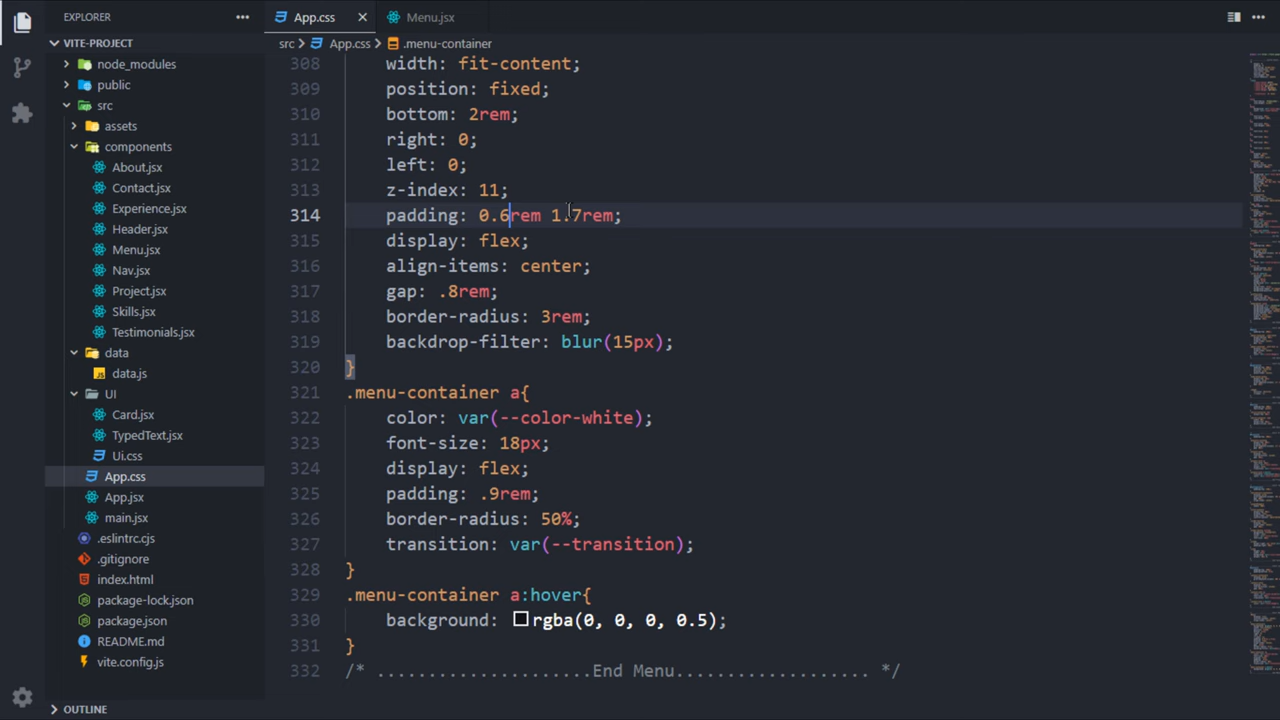 EXPLORER
VITE-PROJECT
node_modules
public
src
assets
components
About.jsx
Contact.jsx
Experience.jsx
Header.jsx
Menu.jsx
Nav.jsx
Project.jsx
Skills.jsx
Testimonials.jsx
data
data.js
UI
Card.jsx
TypedText.jsx
Ui.css
App.css
App.jsx
main.jsx
.eslintrc.cjs
.gitignore
index.html
package-lock.json
package.json
README.md
vite.config.js
OUTLINE
App.css
Menu.jsx
src > App.css > .menu-container
308 width: fit-content;
309 position: fixed;
310 bottom: 2rem;
311 right: 0;
312 left: 0;
313 z-index: 11;
314 padding: 0.6rem 1.7rem;
315 display: flex;
316 align-items: center;
317 gap: .8rem;
318 border-radius: 3rem;
319 backdrop-filter: blur(15px);
320 }
321 .menu-container a{
322 color: var(--color-white);
323 font-size: 18px;
324 display: flex;
325 padding: .9rem;
326 border-radius: 50%;
327 transition: var(--transition);
328 }
329 .menu-container a:hover{
330 background: rgba(0, 0, 0, 0.5);
331 }
332 /* .....................End Menu................... */